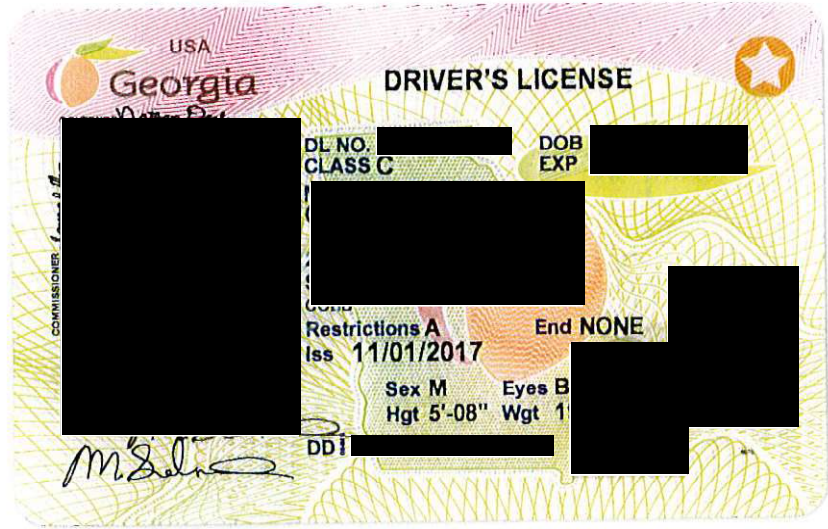 USA
Georgia
DRIVER'S LICENSE
DL NO.
DOB
CLASS C
EXP
COMMISSIONER
Restrictions A
End NONE
Iss 11/01/2017
Sex M
Eyes
Hgt 5'-08"
Wgt
DD